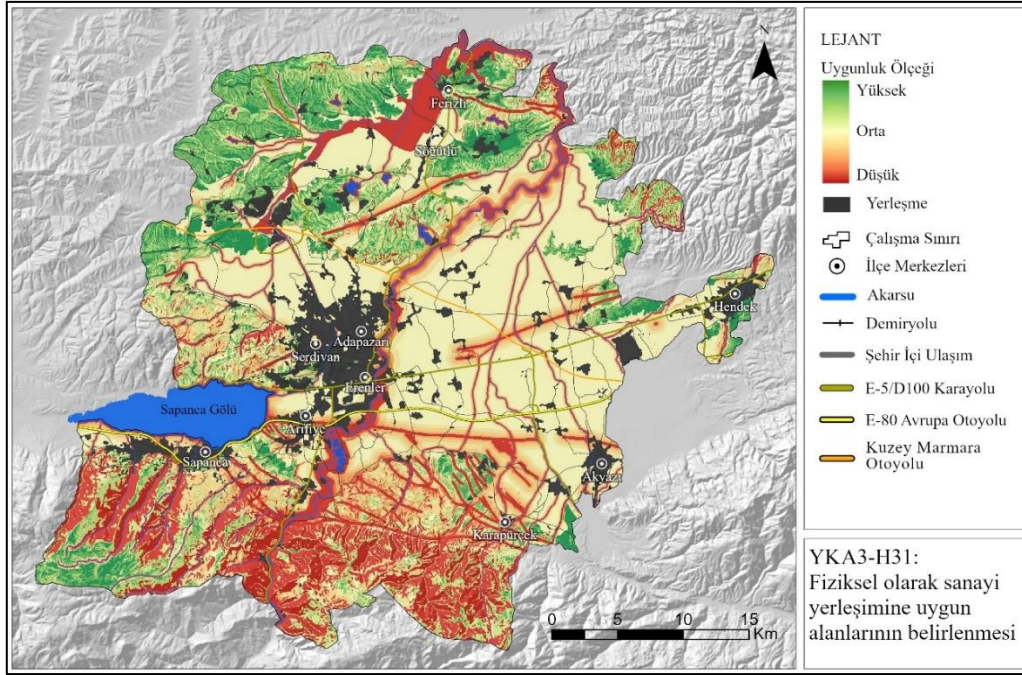 N
Ferizli
Söğütlü
Hendek
Adapazarı
Serdivan
Erenler
Sapanca Gölü
Arifiye
Sapanca
Akyazı
Karapürçek
0 5 10 15
Km
LEJANT
Uygunluk Ölçeği
Yüksek
Orta
Düşük
Yerleşme
Çalışma Sınırı
İlçe Merkezleri
Akarsu
Demiryolu
Şehir İçi Ulaşım
E-5/D100 Karayolu
E-80 Avrupa Otoyolu
Kuzey Marmara
Otoyolu
YKA3-H31:
Fiziksel olarak sanayi
yerleşimine uygun
alanlarının belirlenmesi